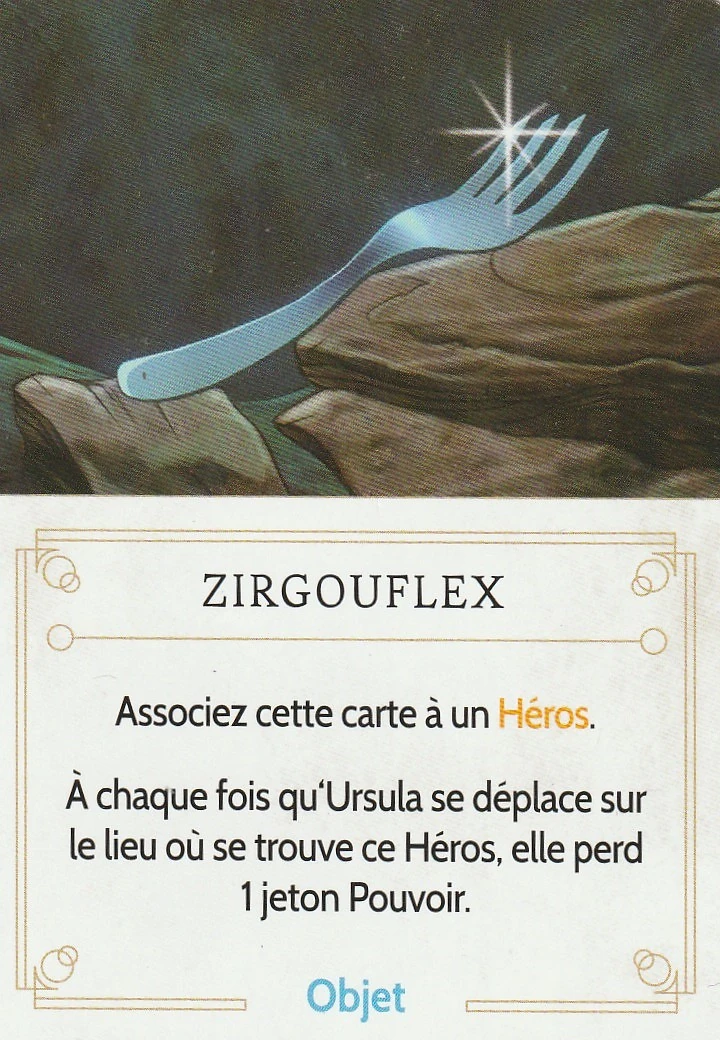 ZIRGOUFLEX
Associez cette carte à un Héros.
À chaque fois qu‘Ursula se déplace sur
le lieu où se trouve ce Héros, elle perd
1 jeton Pouvoir.
Objet